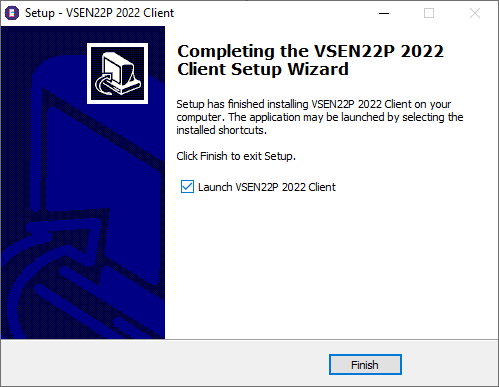 Setup - VSEN22P 2022 Client
Completing the VSEN22P 2022
Client Setup Wizard
Setup has finished installing VSEN22P 2022 Client on your
computer. The application may be launched by selecting the
installed shortcuts.
Click Finish to exit Setup.
Launch VSEN22P 2022 Client
Finish